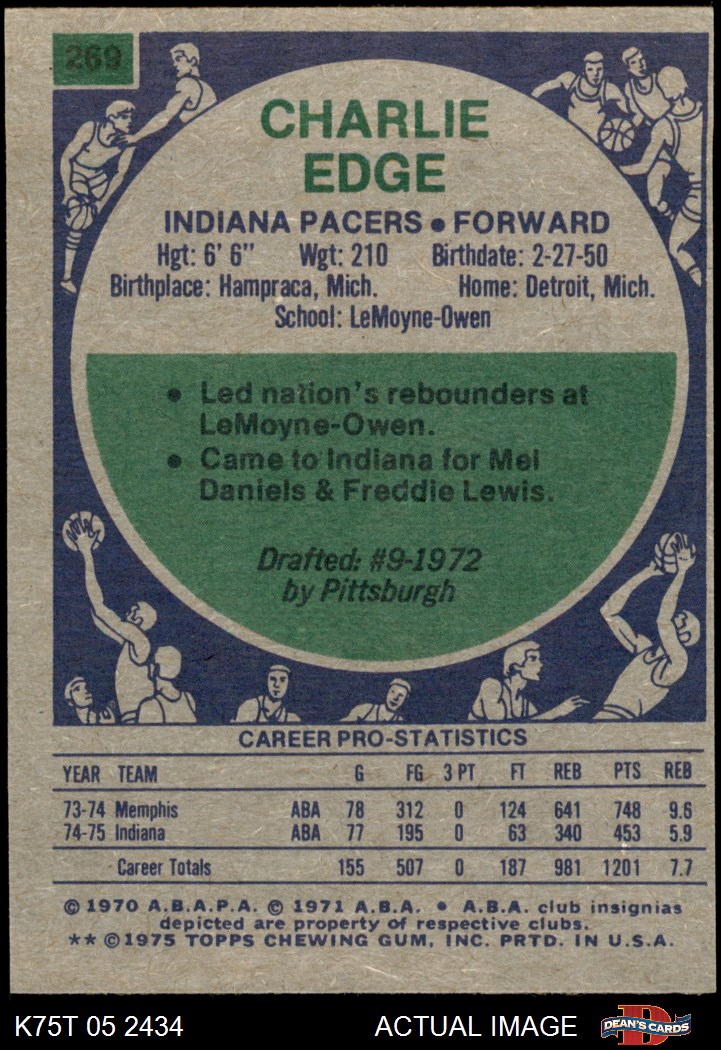 269
CHARLIE
EDGE
INDIANA PACERS • FORWARD
Hgt: 6' 6" Wgt: 210 Birthdate: 2-27-50
Birthplace: Hampraca, Mich. Home: Detroit, Mich.
School: LeMoyne-Owen
• Led nation's rebounders at
LeMoyne-Owen.
• Came to Indiana for Mel
Daniels & Freddie Lewis.
Drafted: #9-1972
by Pittsburgh
CAREER PRO-STATISTICS
YEAR TEAM G FG 3 PT FT REB PTS REB
73-74 Memphis ABA 78 312 0 124 641 748 9.6
74-75 Indiana ABA 77 195 0 63 340 453 5.9
Career Totals 155 507 0 187 981 1201 7.7
© 1970 A.B.A.P.A. © 1971 A.B.A. • A.B.A. club insignias
depicted are property of respective clubs.
** © 1975 TOPPS CHEWING GUM, INC. PRTD. IN U.S.A.
K75T 05 2434 ACTUAL IMAGE D DEAN'S CARDS